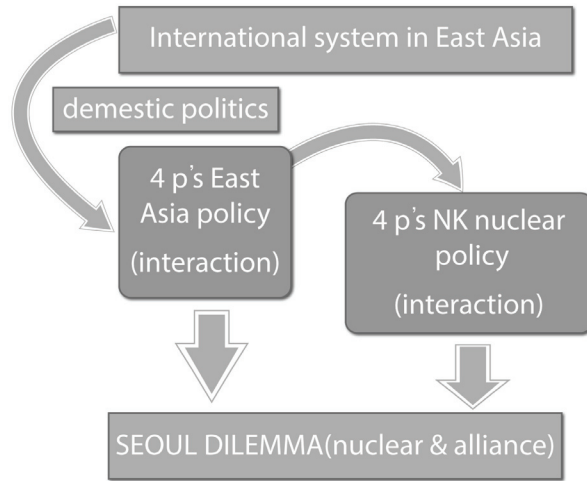 International system in East Asia
demestic politics
4 p's East
Asia policy
(interaction)
4 p's NK nuclear
policy
(interaction)
SEOUL DILEMMA(nuclear & alliance)